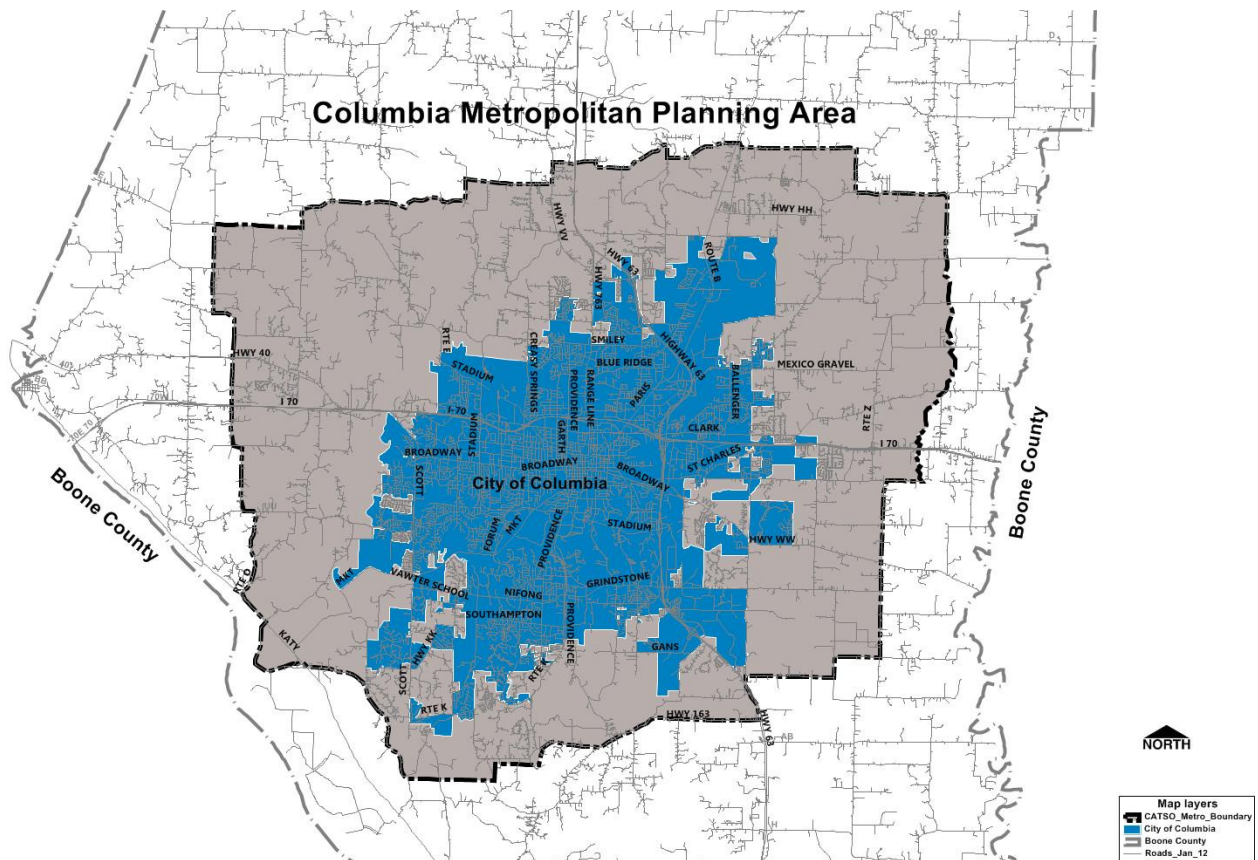 OO
D
VV
Columbia Metropolitan Planning Area
HWY HH
HWY VV
HWY 63
ROUTE B
HWY 763
RTE E
CREASY SPRINGS
SMILEY
HIGHWAY 63
HWY 40
BLUE RIDGE
MEXICO GRAVEL
STADIUM
PROVIDENCE
RANGE LINE
PARIS
BALLENGER
BB
I 70
I-70
RTE Z
CLARK
STADIUM
GARTH
I 70
BROADWAY
BROADWAY
BROADWAY
ST CHARLES
SCOTT
City of Columbia
Boone County
Boone County
FORUM
MKT
PROVIDENCE
STADIUM
HWY WW
RTE O
MKT
VAWTER SCHOOL
NIFONG
GRINDSTONE
SOUTHAMPTON
PROVIDENCE
KATY
HWY KK
GANS
SCOTT
RTE K
RTE K
HWY 163
HWY 63
AB
H
NORTH
Map layers
CATSO_Metro_Boundary
City of Columbia
Boone County
Roads_Jan_12